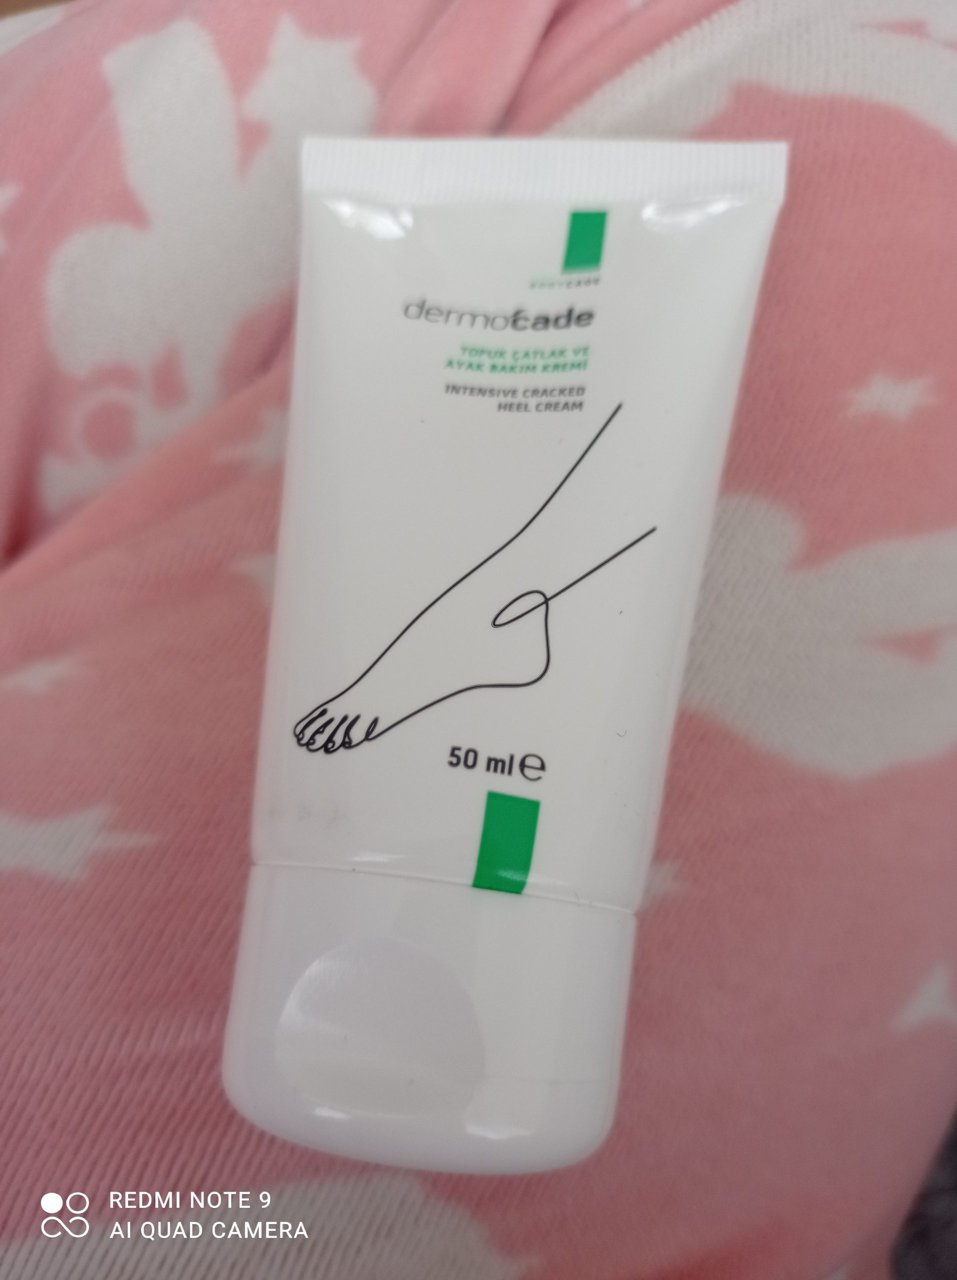 BODYCADE
dermoCade
TOPUK ÇATLAK VE
AYAK BAKIM KREMİ
INTENSIVE CRACKED
HEEL CREAM
50 ml e
REDMI NOTE 9
AI QUAD CAMERA